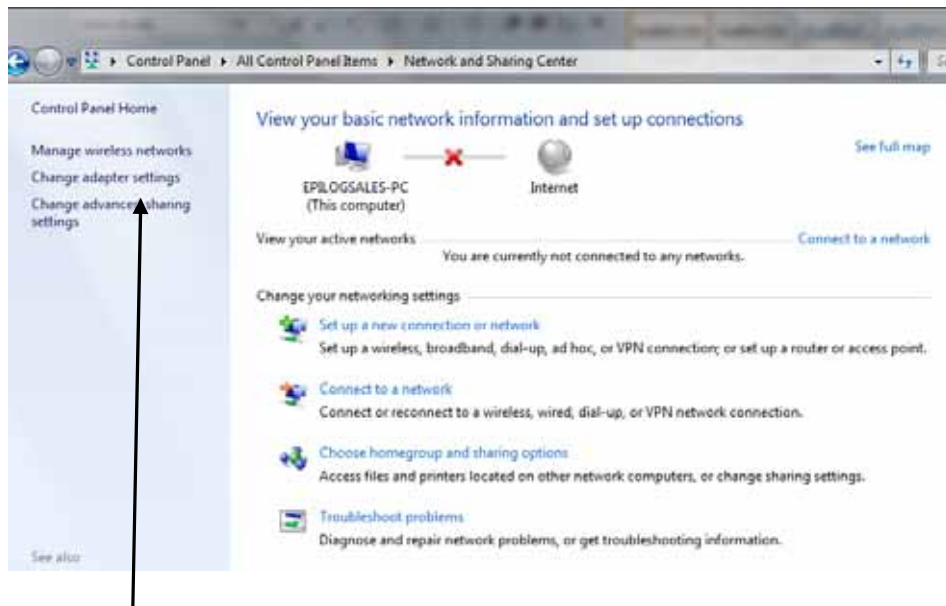 Control Panel ▸ All Control Panel Items ▸ Network and Sharing Center
Control Panel Home
Manage wireless networks
Change adapter settings
Change advanced sharing
settings
See also
View your basic network information and set up connections
See full map
EPILOGSALES-PC
(This computer)
Internet
View your active networks
Connect to a network
You are currently not connected to any networks.
Change your networking settings
Set up a new connection or network
Set up a wireless, broadband, dial-up, ad hoc, or VPN connection; or set up a router or access point.
Connect to a network
Connect or reconnect to a wireless, wired, dial-up, or VPN network connection.
Choose homegroup and sharing options
Access files and printers located on other network computers, or change sharing settings.
Troubleshoot problems
Diagnose and repair network problems, or get troubleshooting information.